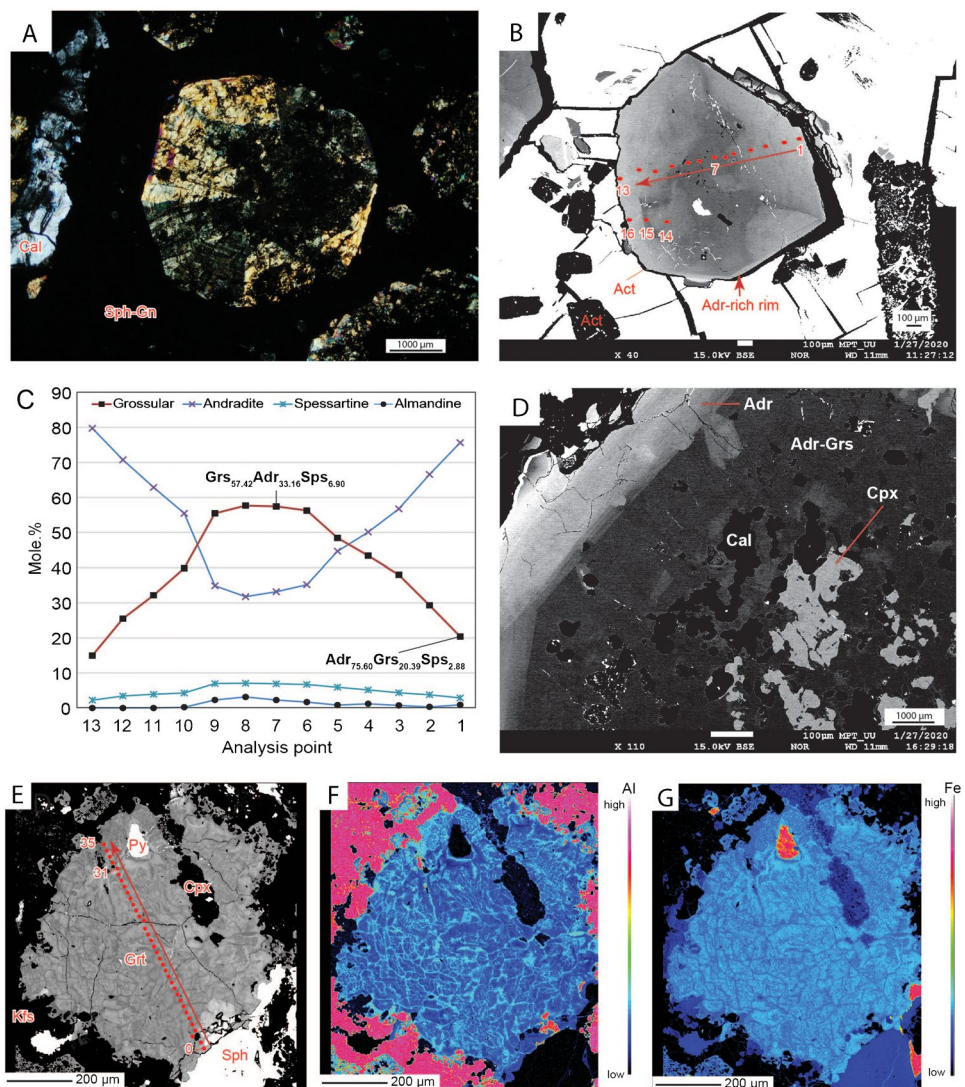 A
Cal
Sph-Gn
1000 µm
B
1
7
13
16 15 14
Act
Act
Adr-rich rim
100 µm
X 40 15.0kV BSE 100µm MPT_UU 1/27/2020
NOR WD 11mm 11:27:12
C
Grossular Andradite Spessartine Almandine
90
80
70
60
50
40
30
20
10
0
Mole.%
Grs57.42Adr33.16Sps6.90
Adr75.60Grs20.39Sps2.88
13 12 11 10 9 8 7 6 5 4 3 2 1
Analysis point
D
Adr
Adr-Grs
Cpx
Cal
1000 µm
X 110 15.0kV BSE 100µm MPT_UU 1/27/2020
NOR WD 11mm 16:29:18
E
35
Py
31
Cpx
Grt
Kfs
0
Sph
200 µm
F
Al
high
low
200 µm
G
Fe
high
low
200 µm